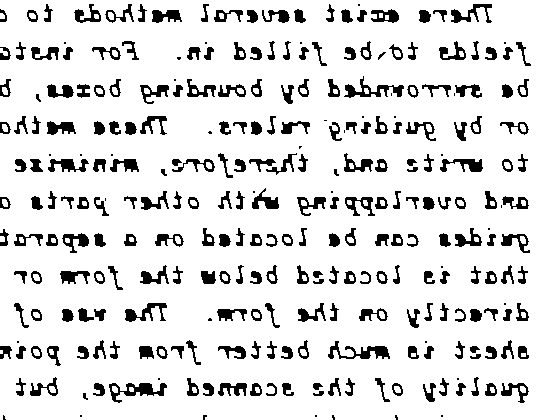 There exist several methods to d
fields to be filled in. For insta
be surrounded by bounding boxes, b
or by guiding rulers. These metho
to write and, therefore, minimize
and overlapping with other parts o
guides can be located on a separat
that is located below the form or
directly on the form. The use of
sheet is much better from the poin
quality of the scanned image, but